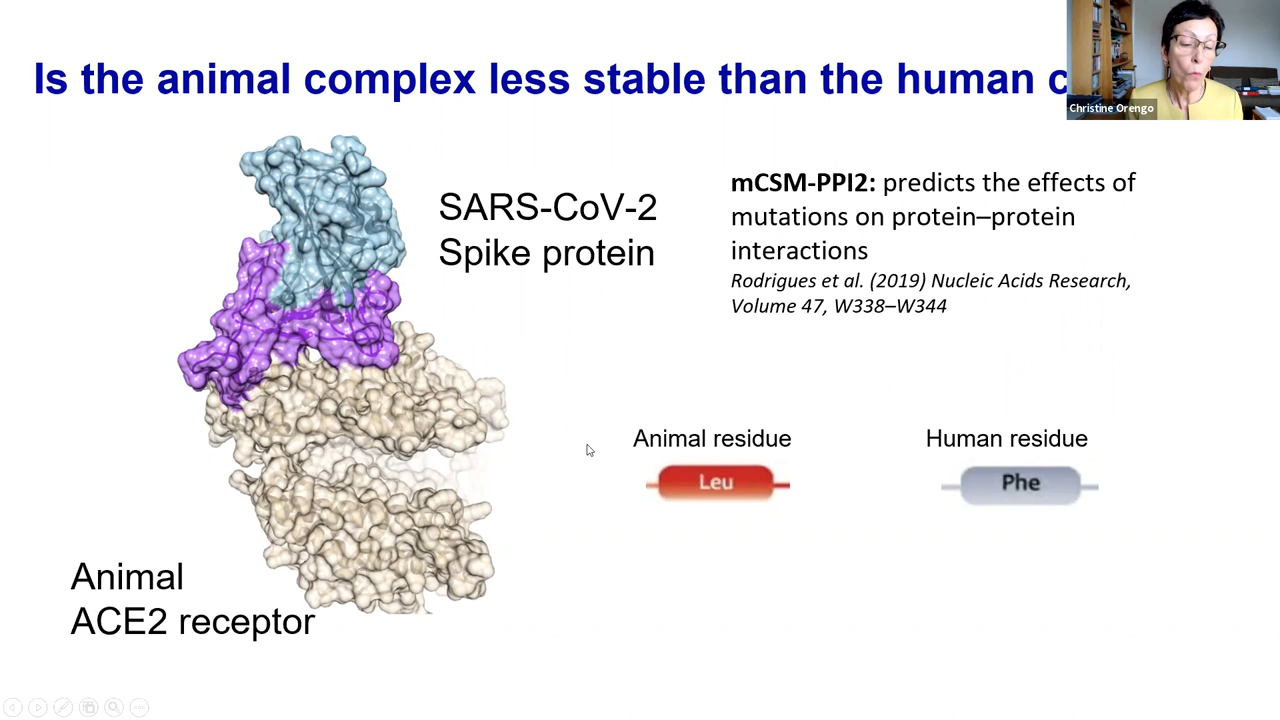 Is the animal complex less stable than the human c
Christine Orengo
SARS-CoV-2
Spike protein
mCSM-PPI2: predicts the effects of
mutations on protein–protein
interactions
Rodrigues et al. (2019) Nucleic Acids Research,
Volume 47, W338–W344
Animal residue
Human residue
Leu
Phe
Animal
ACE2 receptor